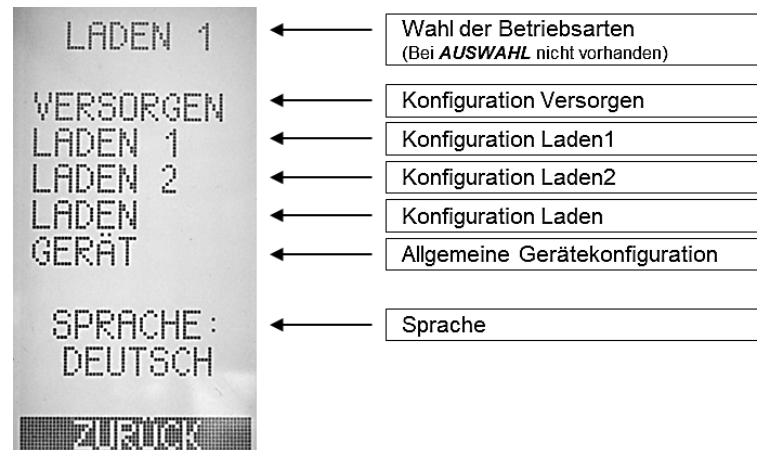 LADEN 1
Wahl der Betriebsarten
(Bei AUSWAHL nicht vorhanden)
VERSORGEN
Konfiguration Versorgen
LADEN 1
Konfiguration Laden1
LADEN 2
Konfiguration Laden2
LADEN
Konfiguration Laden
GERÄT
Allgemeine Gerätekonfiguration
SPRACHE:
Sprache
DEUTSCH
ZURÜCK